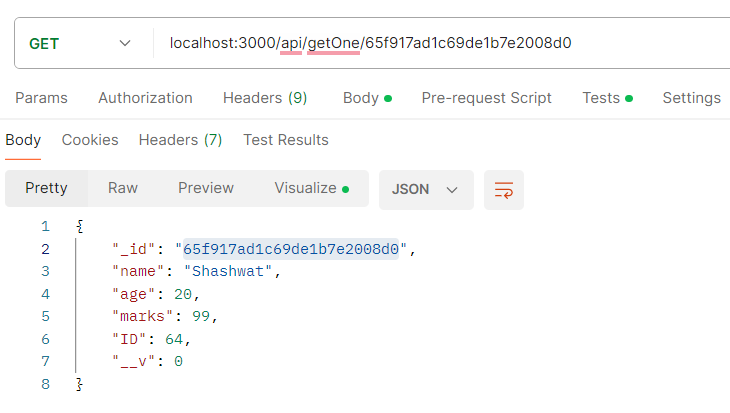 GET localhost:3000/api/getOne/65f917ad1c69de1b7e2008d0
Params Authorization Headers (9) Body Pre-request Script Tests Settings
Body Cookies Headers (7) Test Results
Pretty Raw Preview Visualize JSON
1 {
2 "_id": "65f917ad1c69de1b7e2008d0",
3 "name": "Shashwat",
4 "age": 20,
5 "marks": 99,
6 "ID": 64,
7 "__v": 0
8 }